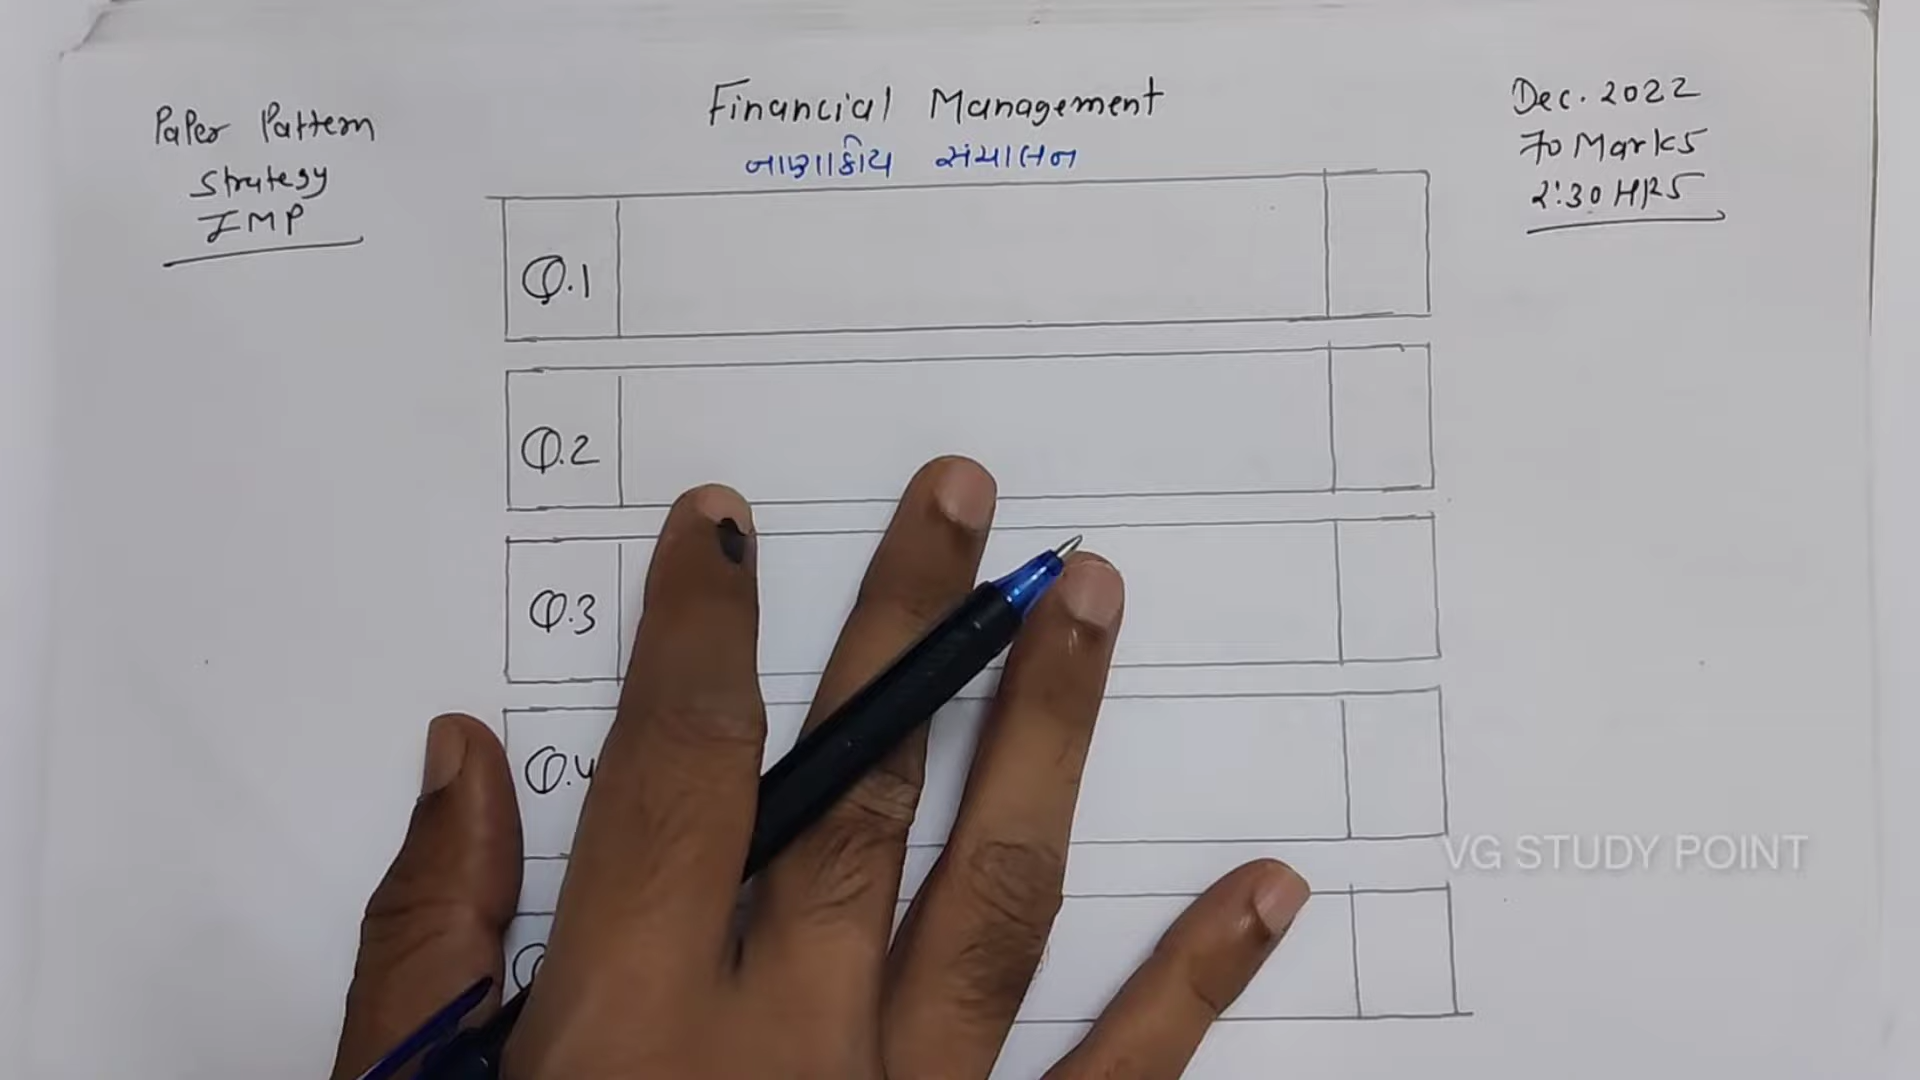 Paper Pattern
Strategy
IMP
Financial Management
નાણાકીય સંચાલન
Dec. 2022
70 Marks
2:30 HRS
Q.1
Q.2
Q.3
Q.4
VG STUDY POINT